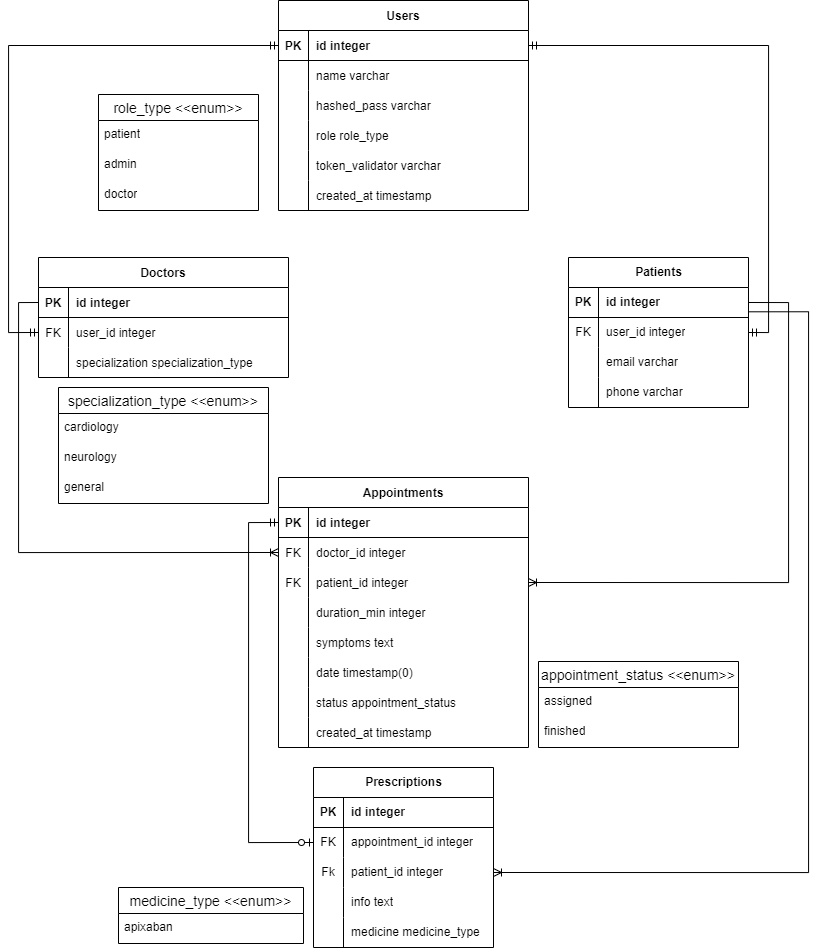 Users
PK id integer
name varchar
hashed_pass varchar
role role_type
token_validator varchar
created_at timestamp
role_type <<enum>>
patient
admin
doctor
Doctors
PK id integer
FK user_id integer
specialization specialization_type
Patients
PK id integer
FK user_id integer
email varchar
phone varchar
specialization_type <<enum>>
cardiology
neurology
general
Appointments
PK id integer
FK doctor_id integer
FK patient_id integer
duration_min integer
symptoms text
date timestamp(0)
status appointment_status
created_at timestamp
appointment_status <<enum>>
assigned
finished
Prescriptions
PK id integer
FK appointment_id integer
Fk patient_id integer
info text
medicine medicine_type
medicine_type <<enum>>
apixaban